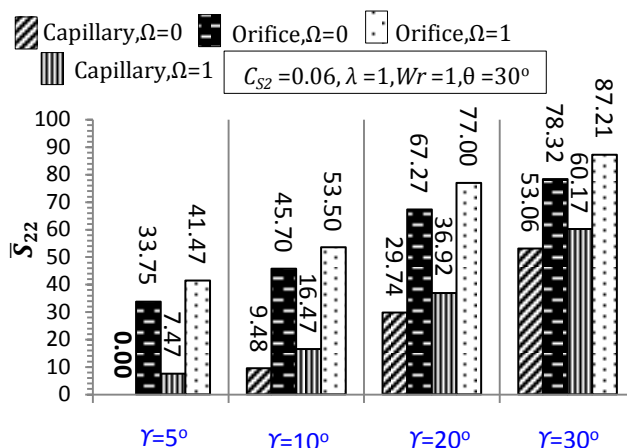 Capillary,Ω=0 Orifice,Ω=0 Orifice,Ω=1
Capillary,Ω=1 C_S2 =0.06, λ =1,Wr =1,θ =30°
S̅_22
100
90
80
70
60
50
40
30
20
10
0
0.00 33.75 7.47 41.47
9.48 45.70 16.47 53.50
29.74 67.27 36.92 77.00
53.06 78.32 60.17 87.21
ϒ=5° ϒ=10° ϒ=20° ϒ=30°